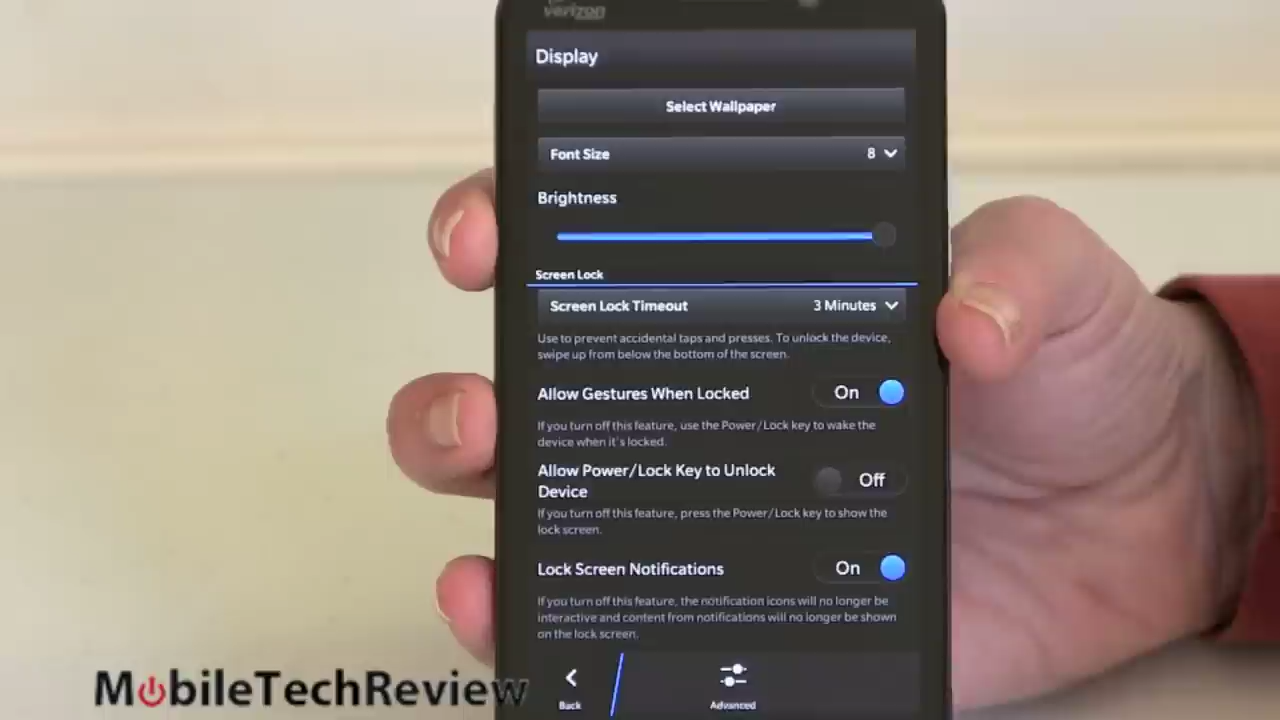 verizon
Display
Select Wallpaper
Font Size 8
Brightness
Screen Lock
Screen Lock Timeout 3 Minutes
Use to prevent accidental taps and presses. To unlock the device,
swipe up from below the bottom of the screen.
Allow Gestures When Locked On
If you turn off this feature, use the Power/Lock key to wake the
device when it's locked.
Allow Power/Lock Key to Unlock
Device Off
If you turn off this feature, press the Power/Lock key to show the
lock screen.
Lock Screen Notifications On
If you turn off this feature, the notification icons will no longer be
interactive and content from notifications will no longer be shown
on the lock screen.
Back Advanced
MobileTechReview